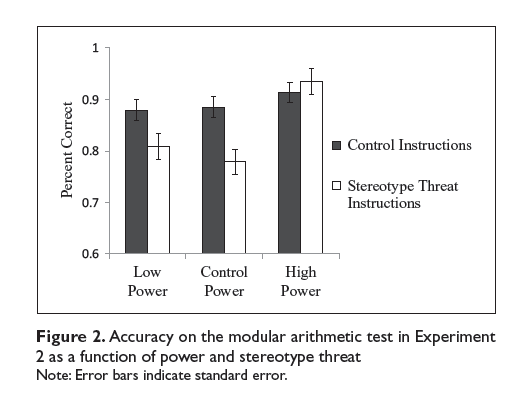 1
0.9
0.8
0.7
0.6
Percent Correct
Low
Power
Control
Power
High
Power
Control Instructions
Stereotype Threat
Instructions
Figure 2. Accuracy on the modular arithmetic test in Experiment
2 as a function of power and stereotype threat
Note: Error bars indicate standard error.